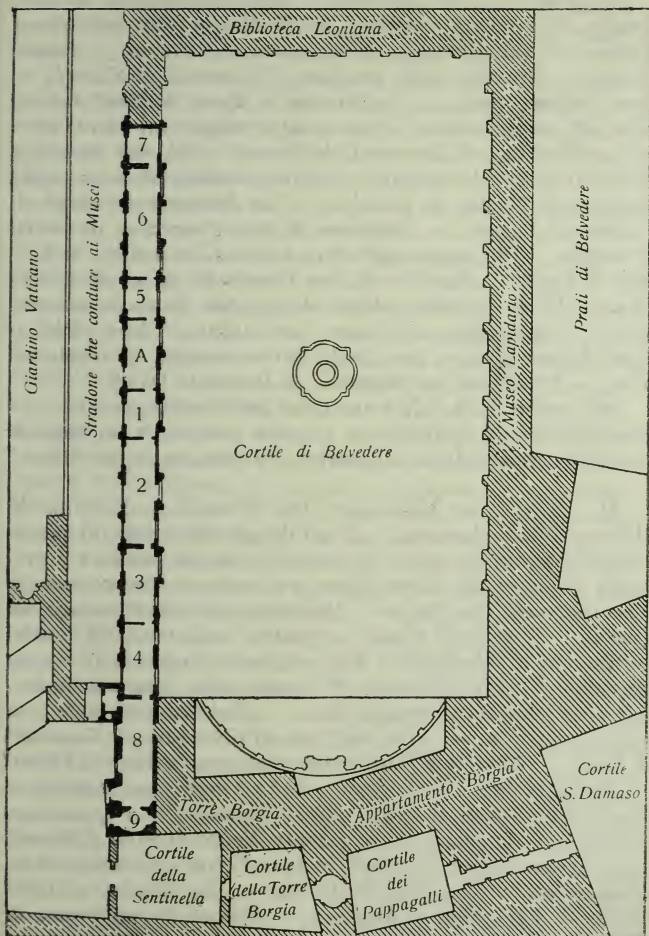 Biblioteca Leoniana
7
6
5
A
1
2
3
4
8
9
Giardino Vaticano
Stradone che conduce ai Musci
Cortile di Belvedere
Museo Lapidario
Prati di Belvedere
Torre Borgia
Appartamento Borgia
Cortile
S. Damaso
Cortile
della
Sentinella
Cortile
della Torre
Borgia
Cortile
dei
Pappagalli